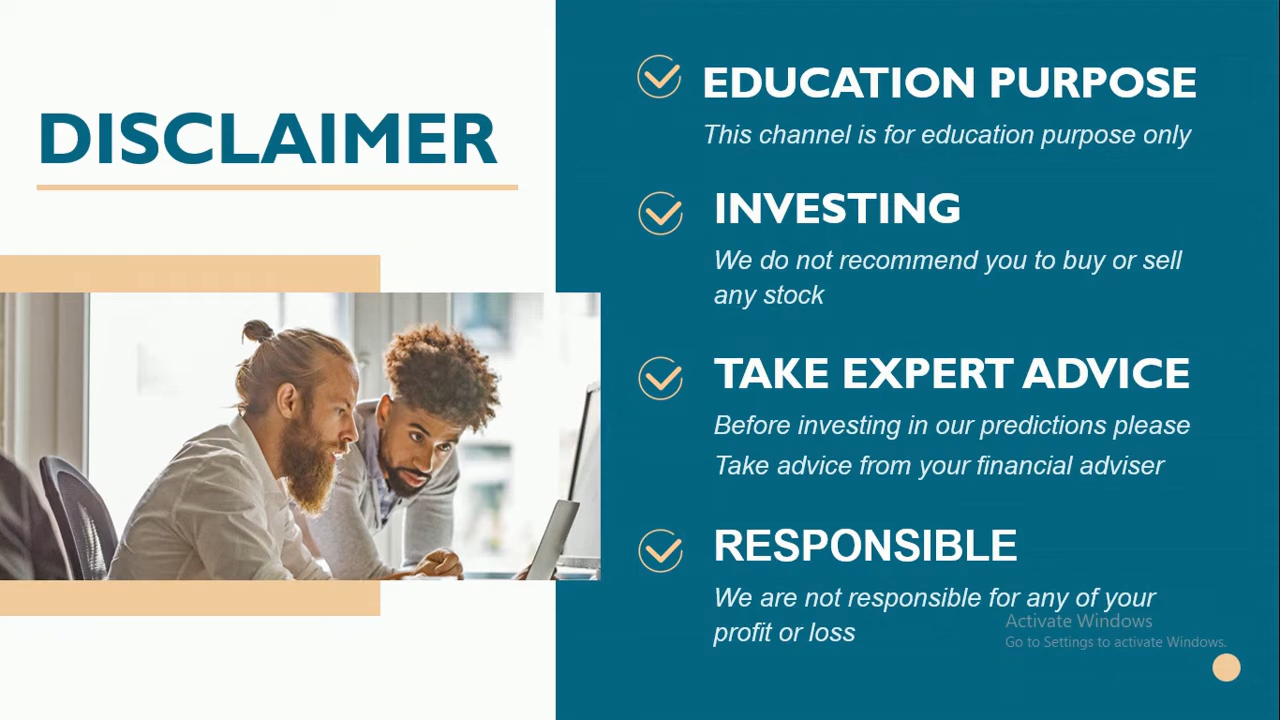 DISCLAIMER
EDUCATION PURPOSE
This channel is for education purpose only
INVESTING
We do not recommend you to buy or sell
any stock
TAKE EXPERT ADVICE
Before investing in our predictions please
Take advice from your financial adviser
RESPONSIBLE
We are not responsible for any of your
profit or loss
Activate Windows
Go to Settings to activate Windows.